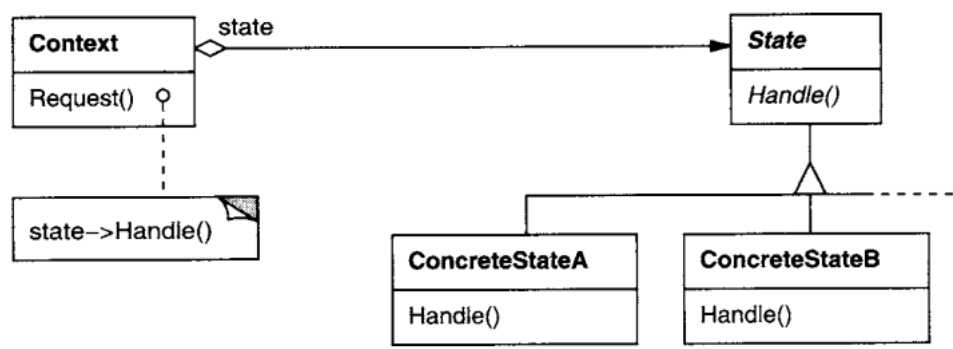 Context
state
State
Request()
Handle()
state->Handle()
ConcreteStateA
ConcreteStateB
Handle()
Handle()